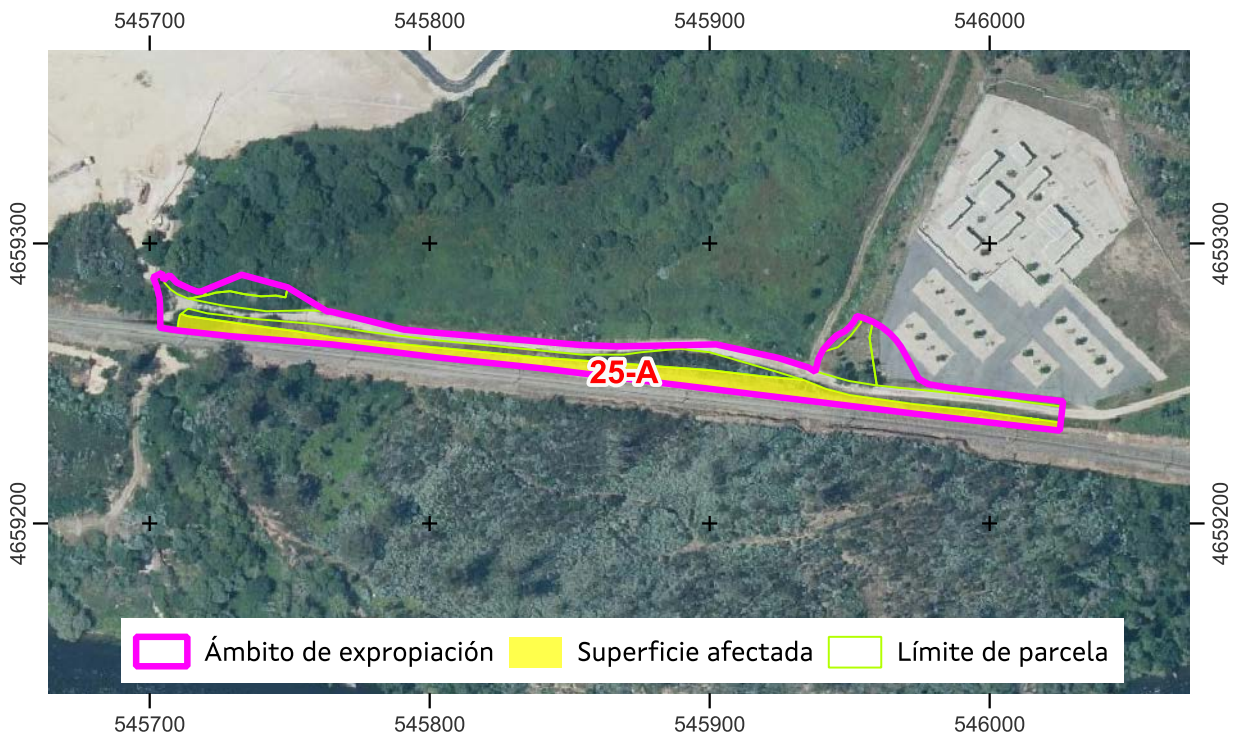 545700 545800 545900 546000
4659300 4659300
25-A
4659200 4659200
Ámbito de expropiación Superficie afectada Límite de parcela
545700 545800 545900 546000